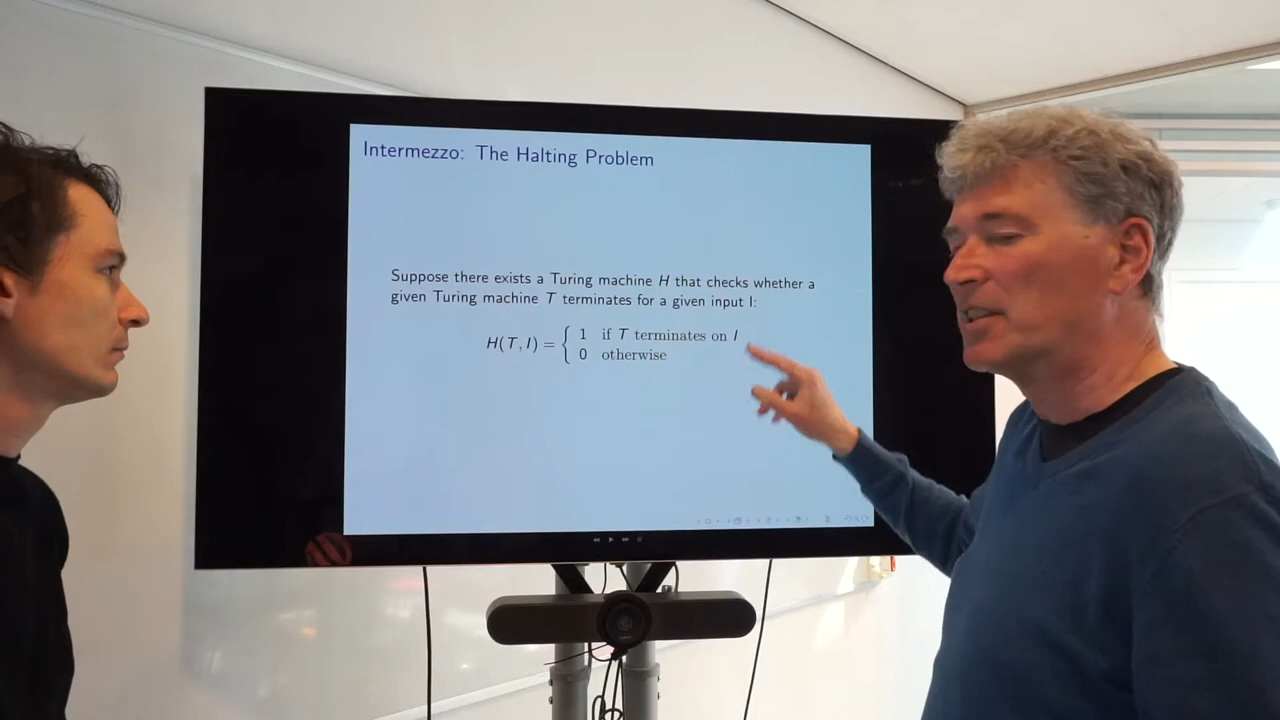 Intermezzo: The Halting Problem
Suppose there exists a Turing machine H that checks whether a
given Turing machine T terminates for a given input I:
H(T, I) = { 1 if T terminates on I
0 otherwise